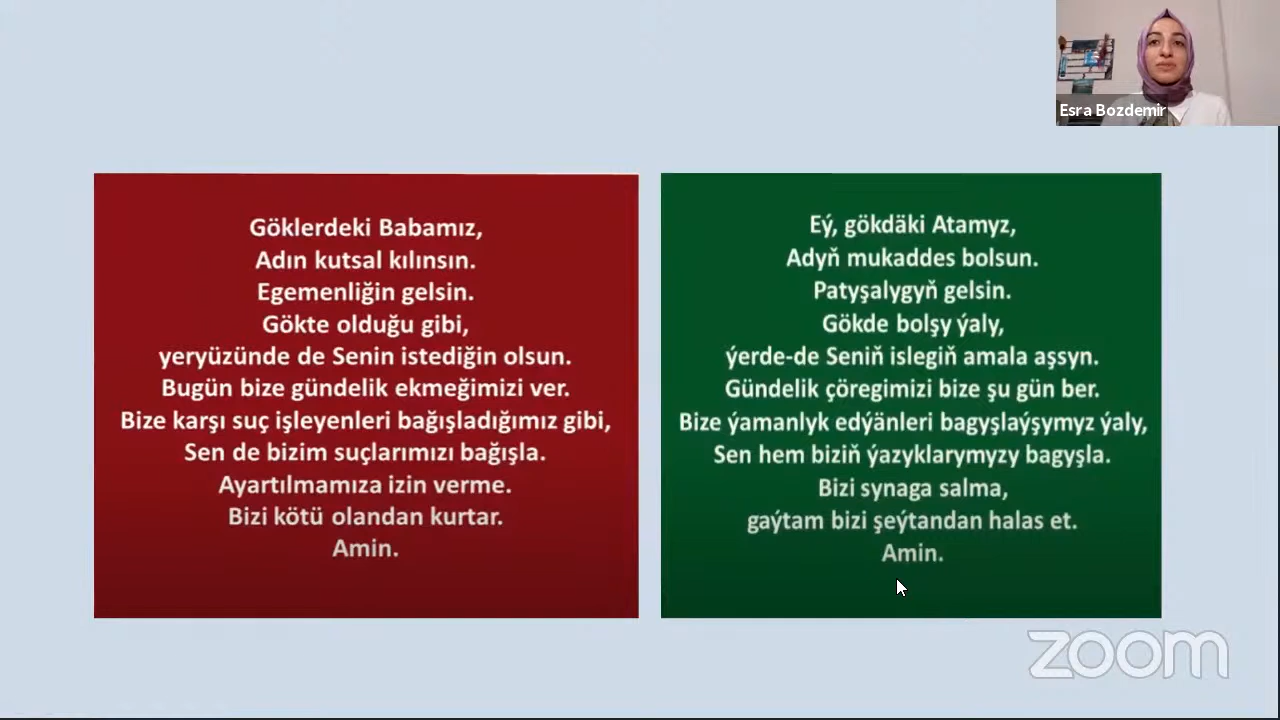 Esra Bozdemir
Göklerdeki Babamız,
Adın kutsal kılınsın.
Egemenliğin gelsin.
Gökte olduğu gibi,
yeryüzünde de Senin istediğin olsun.
Bugün bize gündelik ekmeğimizi ver.
Bize karşı suç işleyenleri bağışladığımız gibi,
Sen de bizim suçlarımızı bağışla.
Ayartılmamıza izin verme.
Bizi kötü olandan kurtar.
Amin.
Eý, gökdäki Atamyz,
Adyň mukaddes bolsun.
Patyşalygyň gelsin.
Gökde bolşy ýaly,
ýerde-de Seniň islegiň amala aşsyn.
Gündelik çöregimizi bize şu gün ber.
Bize ýamanlyk edýänleri bagyşlaýşymyz ýaly,
Sen hem biziň ýazyklarymyzy bagyşla.
Bizi synaga salma,
gaýtam bizi şeýtandan halas et.
Amin.
zoom